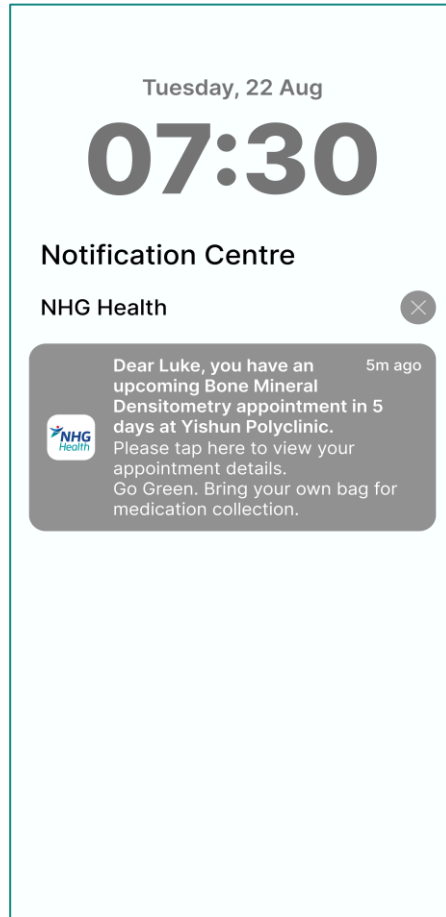 Tuesday, 22 Aug
07:30
Notification Centre
NHG Health
Dear Luke, you have an 5m ago
upcoming Bone Mineral
Densitometry appointment in 5
days at Yishun Polyclinic.
NHG
Health
Please tap here to view your
appointment details.
Go Green. Bring your own bag for
medication collection.